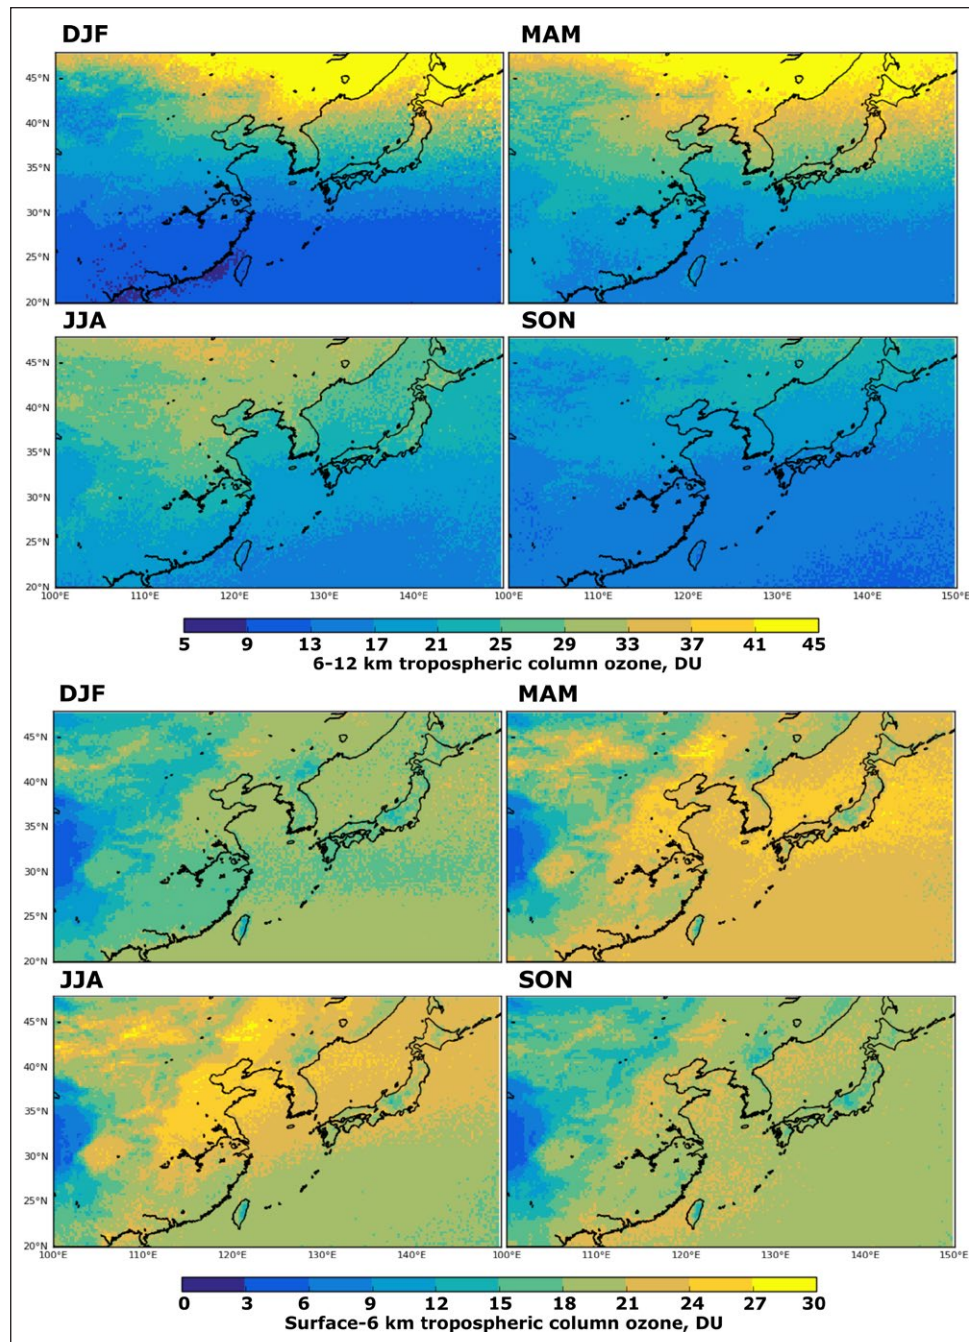 DJF MAM
45°N
40°N
35°N
30°N
25°N
20°N 20°N
JJA SON
45°N
40°N
35°N
30°N
25°N
20°N 20°N
100°E 110°E 120°E 130°E 140°E 100°E 110°E 120°E 130°E 140°E 150°E
5 9 13 17 21 25 29 33 37 41 45
6-12 km tropospheric column ozone, DU
DJF MAM
45°N
40°N
35°N
30°N
25°N
20°N 20°N
JJA SON
45°N
40°N
35°N
30°N
25°N
20°N 20°N
100°E 110°E 120°E 130°E 140°E 100°E 110°E 120°E 130°E 140°E 150°E
0 3 6 9 12 15 18 21 24 27 30
Surface-6 km tropospheric column ozone, DU